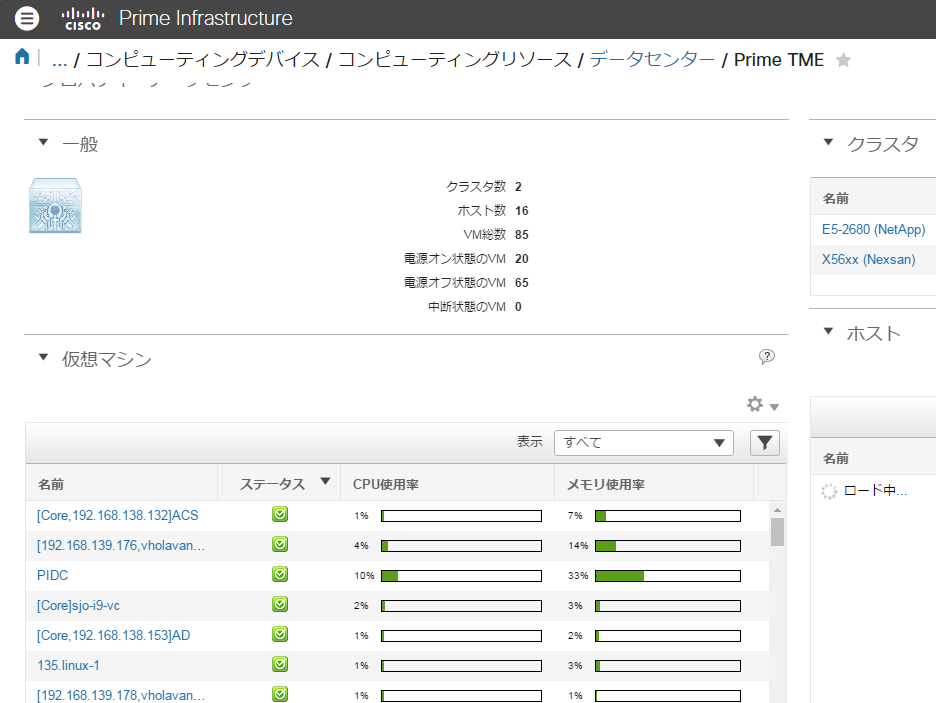 CISCO Prime Infrastructure
... / コンピューティングデバイス / コンピューティングリソース / データセンター / Prime TME
一般
クラスタ数 2
ホスト数 16
VM総数 85
電源オン状態のVM 20
電源オフ状態のVM 65
中断状態のVM 0
仮想マシン
?
表示 すべて
名前 ステータス CPU使用率 メモリ使用率
[Core,192.168.138.132]ACS 1% 7%
[192.168.139.176,vholavan... 4% 14%
PIDC 10% 33%
[Core]sjo-i9-vc 2% 3%
[Core,192.168.138.153]AD 1% 2%
135.linux-1 1% 3%
[192.168.139.178,vholavan... 1% 1%
クラスタ
名前
E5-2680 (NetApp)
X56xx (Nexsan)
ホスト
名前
ロード中...